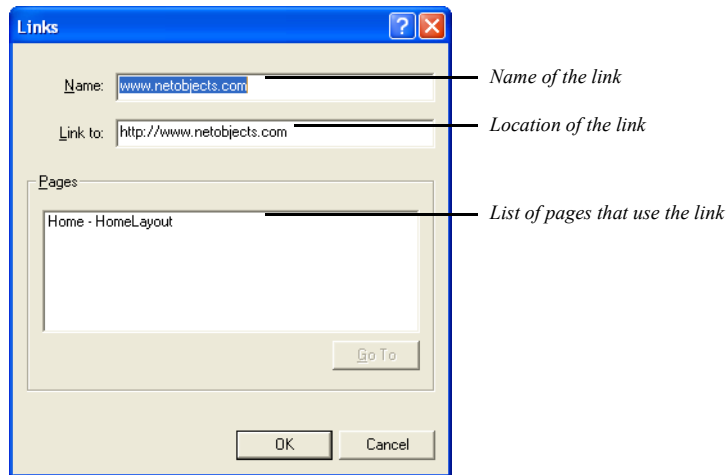 Links
Name: www.netobjects.com
Name of the link
Link to: http://www.netobjects.com
Location of the link
Pages
Home - HomeLayout
List of pages that use the link
Go To
OK Cancel